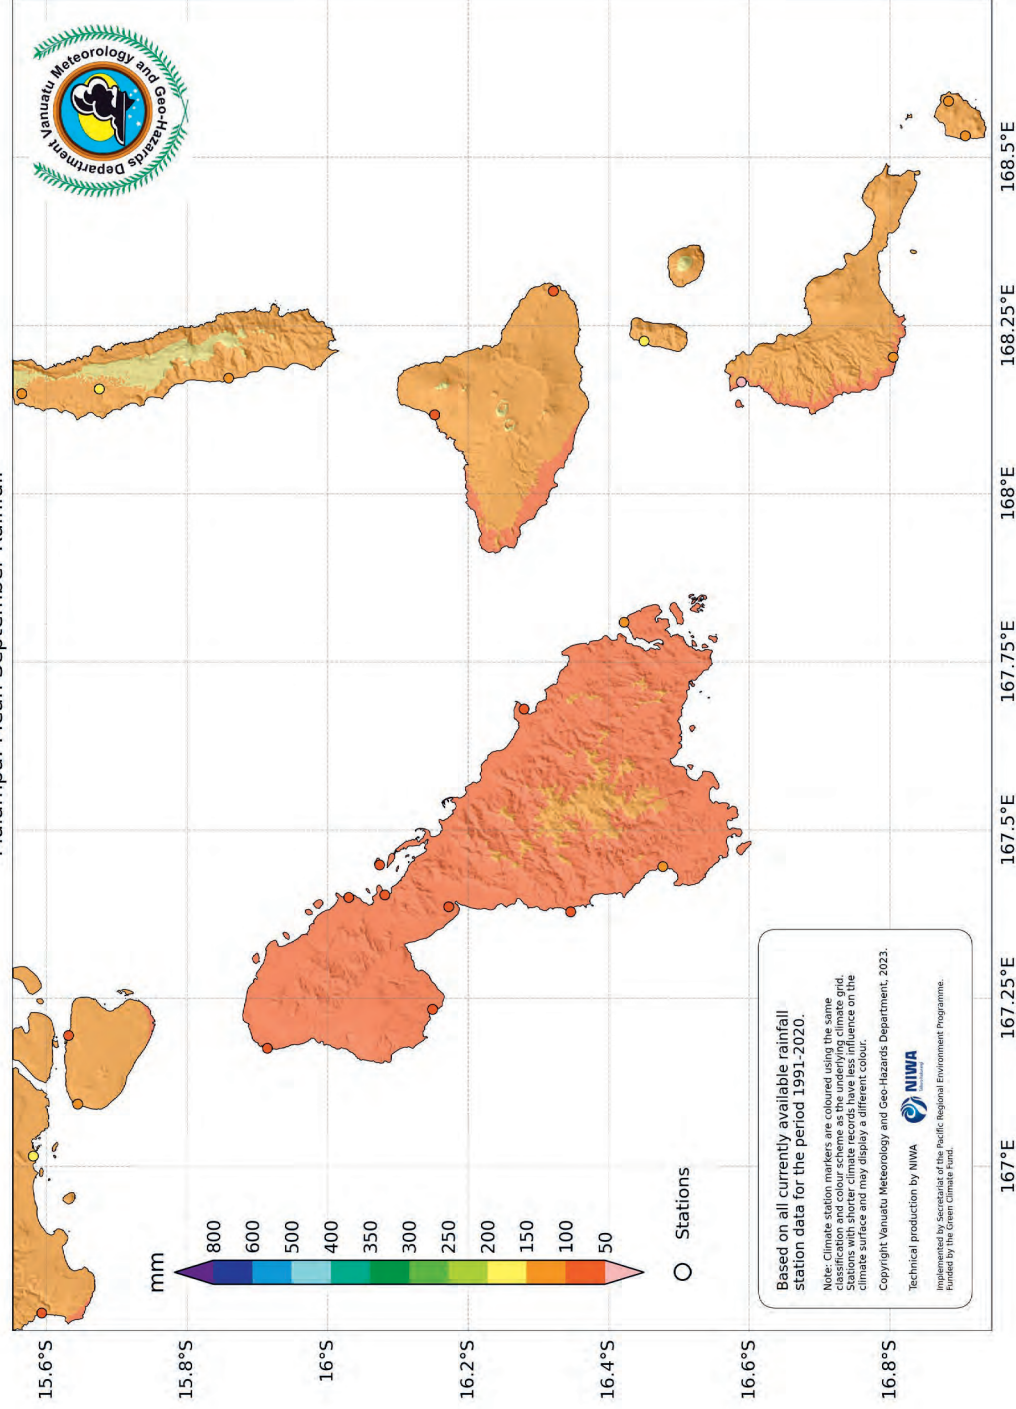 Mean September Rainfall
Vanuatu Meteorology and Geo-Hazards Department
15.6°S
15.8°S
16°S
16.2°S
16.4°S
16.6°S
16.8°S
mm
800
600
500
400
350
300
250
200
150
100
50
Stations
Based on all currently available rainfall
station data for the period 1991-2020.
Note: Climate station markers are coloured using the same
classification and colour scheme as the underlying climate grid.
Stations with shorter climate records have less influence on the
climate surface and may display a different colour.
Copyright Vanuatu Meteorology and Geo-Hazards Department, 2023.
Technical production by NIWA
NIWA
Implemented by Secretariat of the Pacific Regional Environment Programme.
Funded by the Green Climate Fund.
167°E
167.25°E
167.5°E
167.75°E
168°E
168.25°E
168.5°E